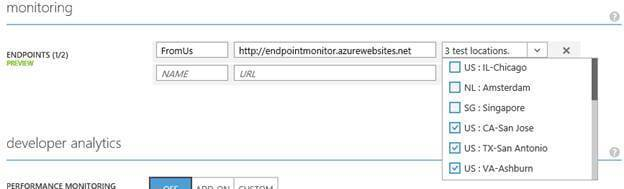 monitoring
?
ENDPOINTS (1/2)
PREVIEW
FromUs
http://endpointmonitor.azurewebsites.net
3 test locations.
NAME
URL
US : IL-Chicago
NL : Amsterdam
SG : Singapore
US : CA-San Jose
US : TX-San Antonio
US : VA-Ashburn
developer analytics
?
PERFORMANCE MONITORING
OFF
ADD-ON
CUSTOM